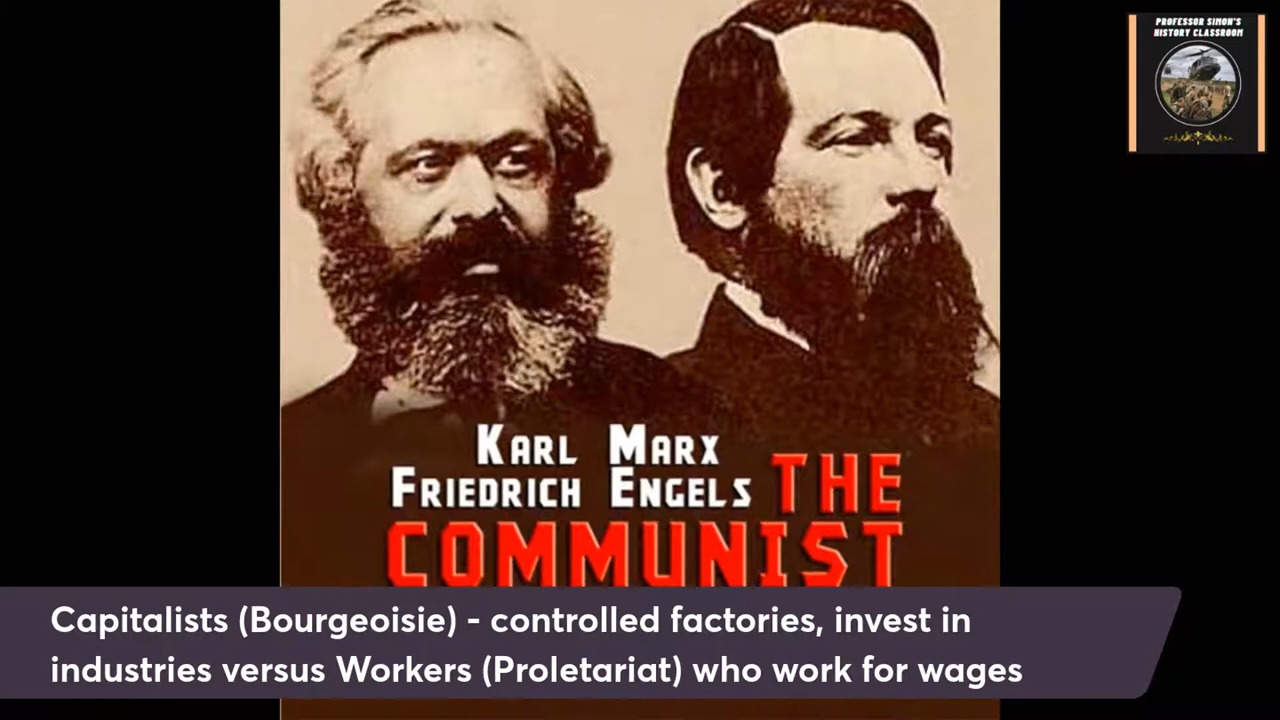 PROFESSOR SIMON'S
HISTORY CLASSROOM
KARL MARX
FRIEDRICH ENGELS THE
COMMUNIST
Capitalists (Bourgeoisie) - controlled factories, invest in
industries versus Workers (Proletariat) who work for wages